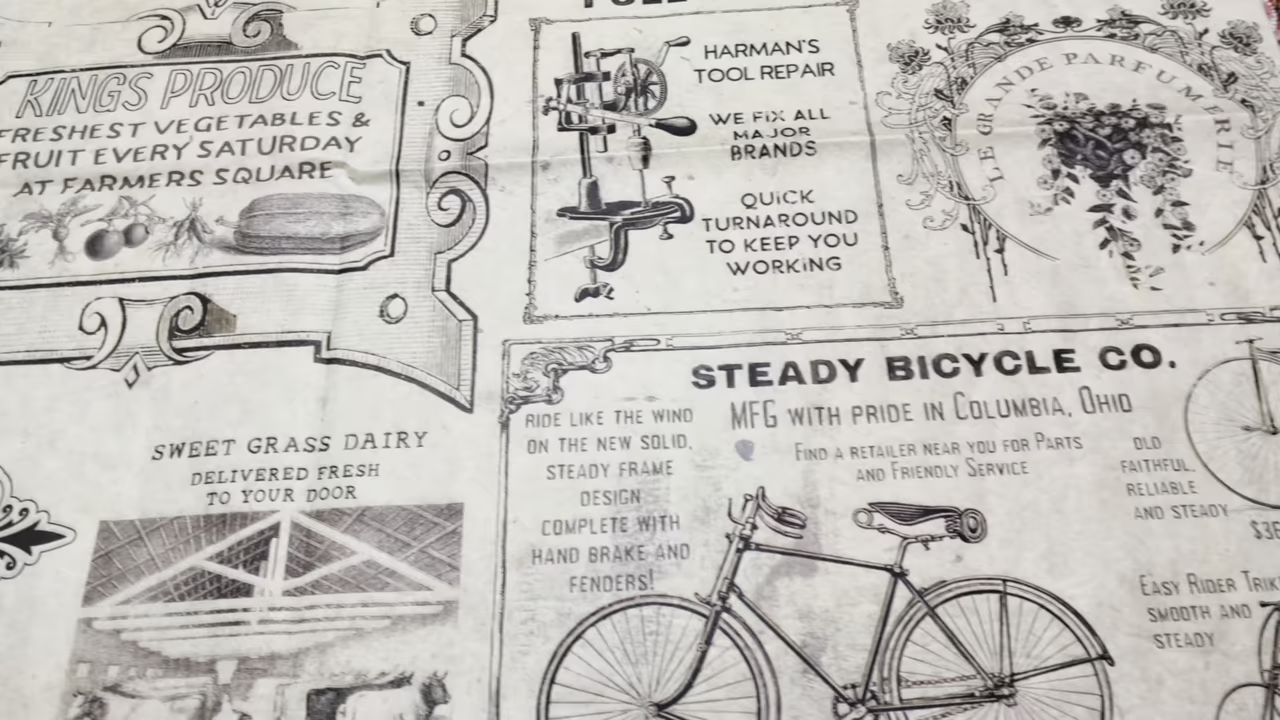 KINGS PRODUCE
FRESHEST VEGETABLES &
FRUIT EVERY SATURDAY
AT FARMERS SQUARE
HARMAN'S
TOOL REPAIR
WE FIX ALL
MAJOR
BRANDS
QUICK
TURNAROUND
TO KEEP YOU
WORKING
LE GRANDE PARFUMERIE
SWEET GRASS DAIRY
DELIVERED FRESH
TO YOUR DOOR
STEADY BICYCLE CO.
MFG WITH PRIDE IN COLUMBIA, OHIO
FIND A RETAILER NEAR YOU FOR PARTS
AND FRIENDLY SERVICE
RIDE LIKE THE WIND
ON THE NEW SOLID,
STEADY FRAME
DESIGN
COMPLETE WITH
HAND BRAKE AND
FENDERS!
OLD
FAITHFUL,
RELIABLE
AND STEADY
EASY RIDER
SMOOTH AND
STEADY